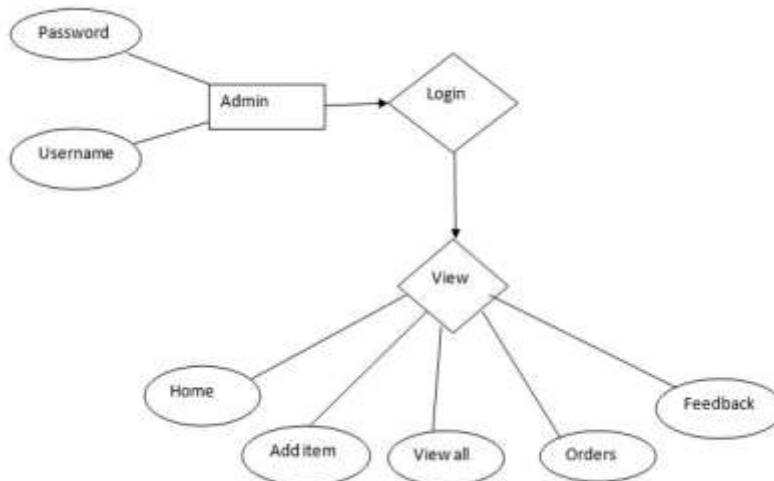 Password
Admin
Login
Username
View
Home
Feedback
Add item
View all
Orders